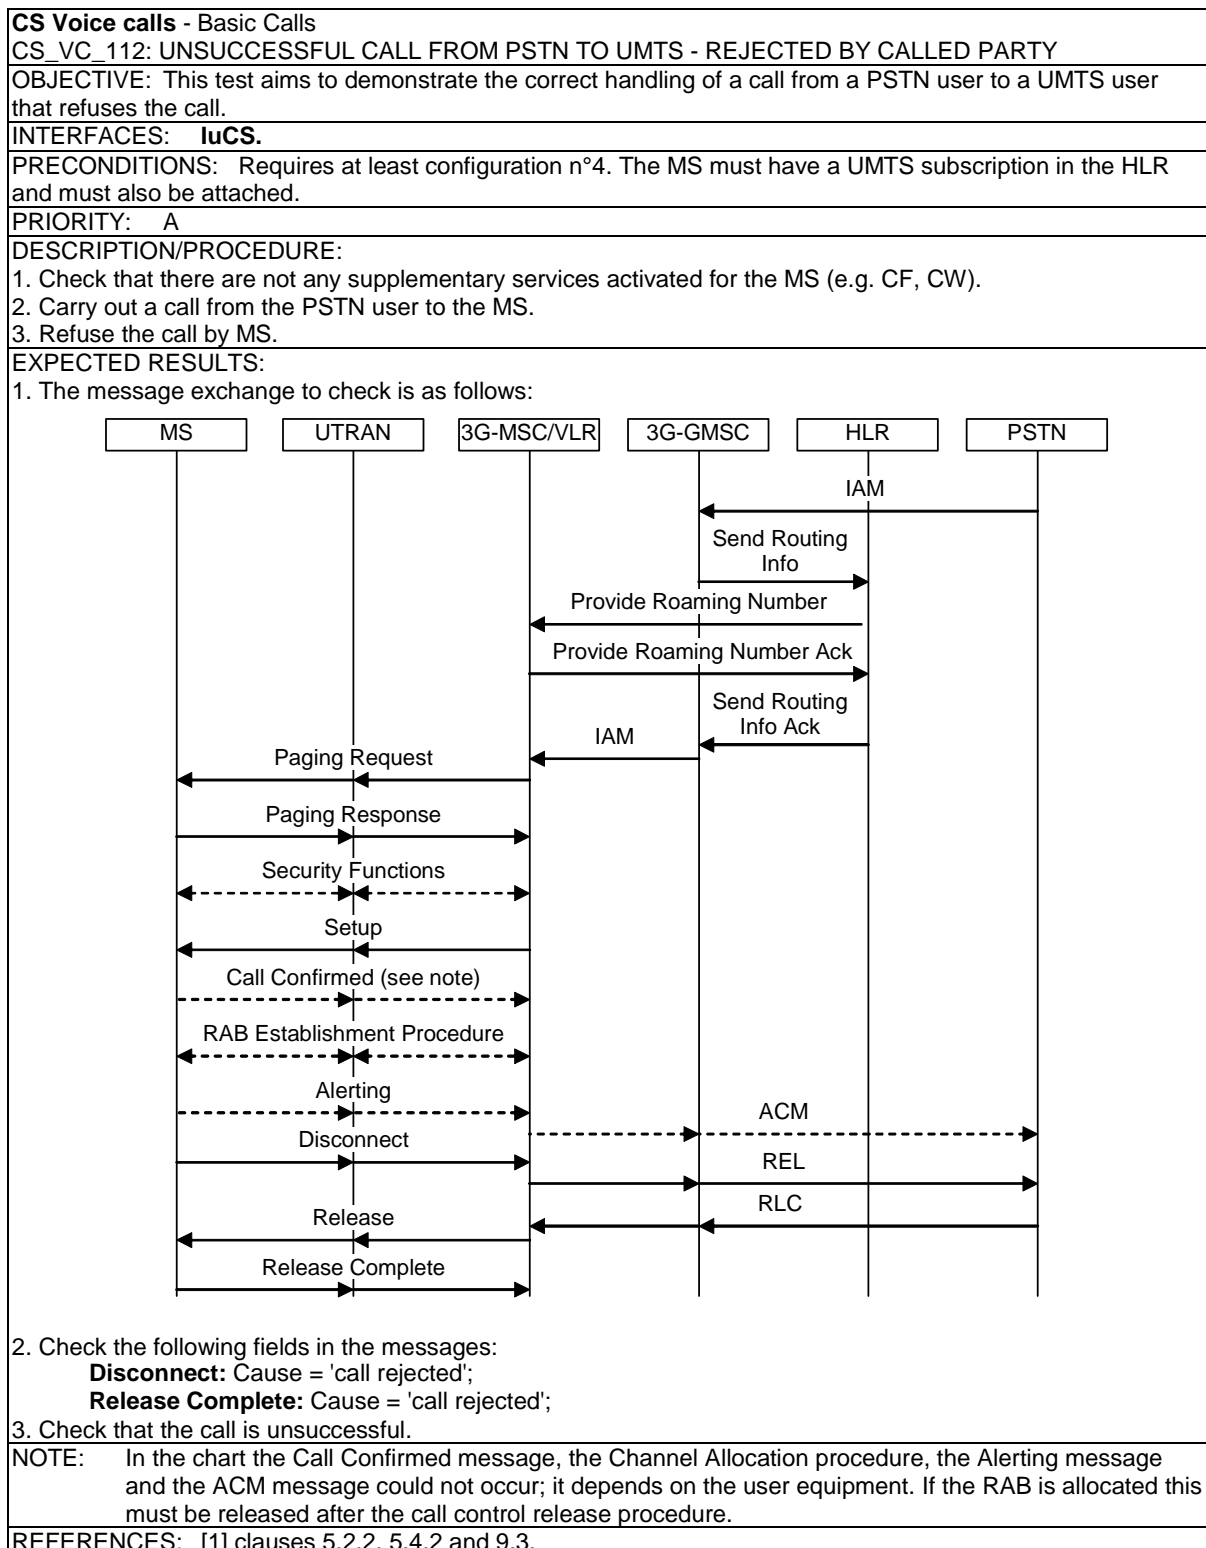 CS Voice calls - Basic Calls
CS_VC_112: UNSUCCESSFUL CALL FROM PSTN TO UMTS - REJECTED BY CALLED PARTY
OBJECTIVE: This test aims to demonstrate the correct handling of a call from a PSTN user to a UMTS user
that refuses the call.
INTERFACES: IuCS.
PRECONDITIONS: Requires at least configuration n°4. The MS must have a UMTS subscription in the HLR
and must also be attached.
PRIORITY: A
DESCRIPTION/PROCEDURE:
1. Check that there are not any supplementary services activated for the MS (e.g. CF, CW).
2. Carry out a call from the PSTN user to the MS.
3. Refuse the call by MS.
EXPECTED RESULTS:
1. The message exchange to check is as follows:
MS UTRAN 3G-MSC/VLR 3G-GMSC HLR PSTN
IAM
Send Routing
Info
Provide Roaming Number
Provide Roaming Number Ack
Send Routing
Info Ack
IAM
Paging Request
Paging Response
Security Functions
Setup
Call Confirmed (see note)
RAB Establishment Procedure
Alerting
ACM
Disconnect
REL
RLC
Release
Release Complete
2. Check the following fields in the messages:
Disconnect: Cause = 'call rejected';
Release Complete: Cause = 'call rejected';
3. Check that the call is unsuccessful.
NOTE: In the chart the Call Confirmed message, the Channel Allocation procedure, the Alerting message
and the ACM message could not occur; it depends on the user equipment. If the RAB is allocated this
must be released after the call control release procedure.
REFERENCES: [1] clauses 5.2.2, 5.4.2 and 9.3.